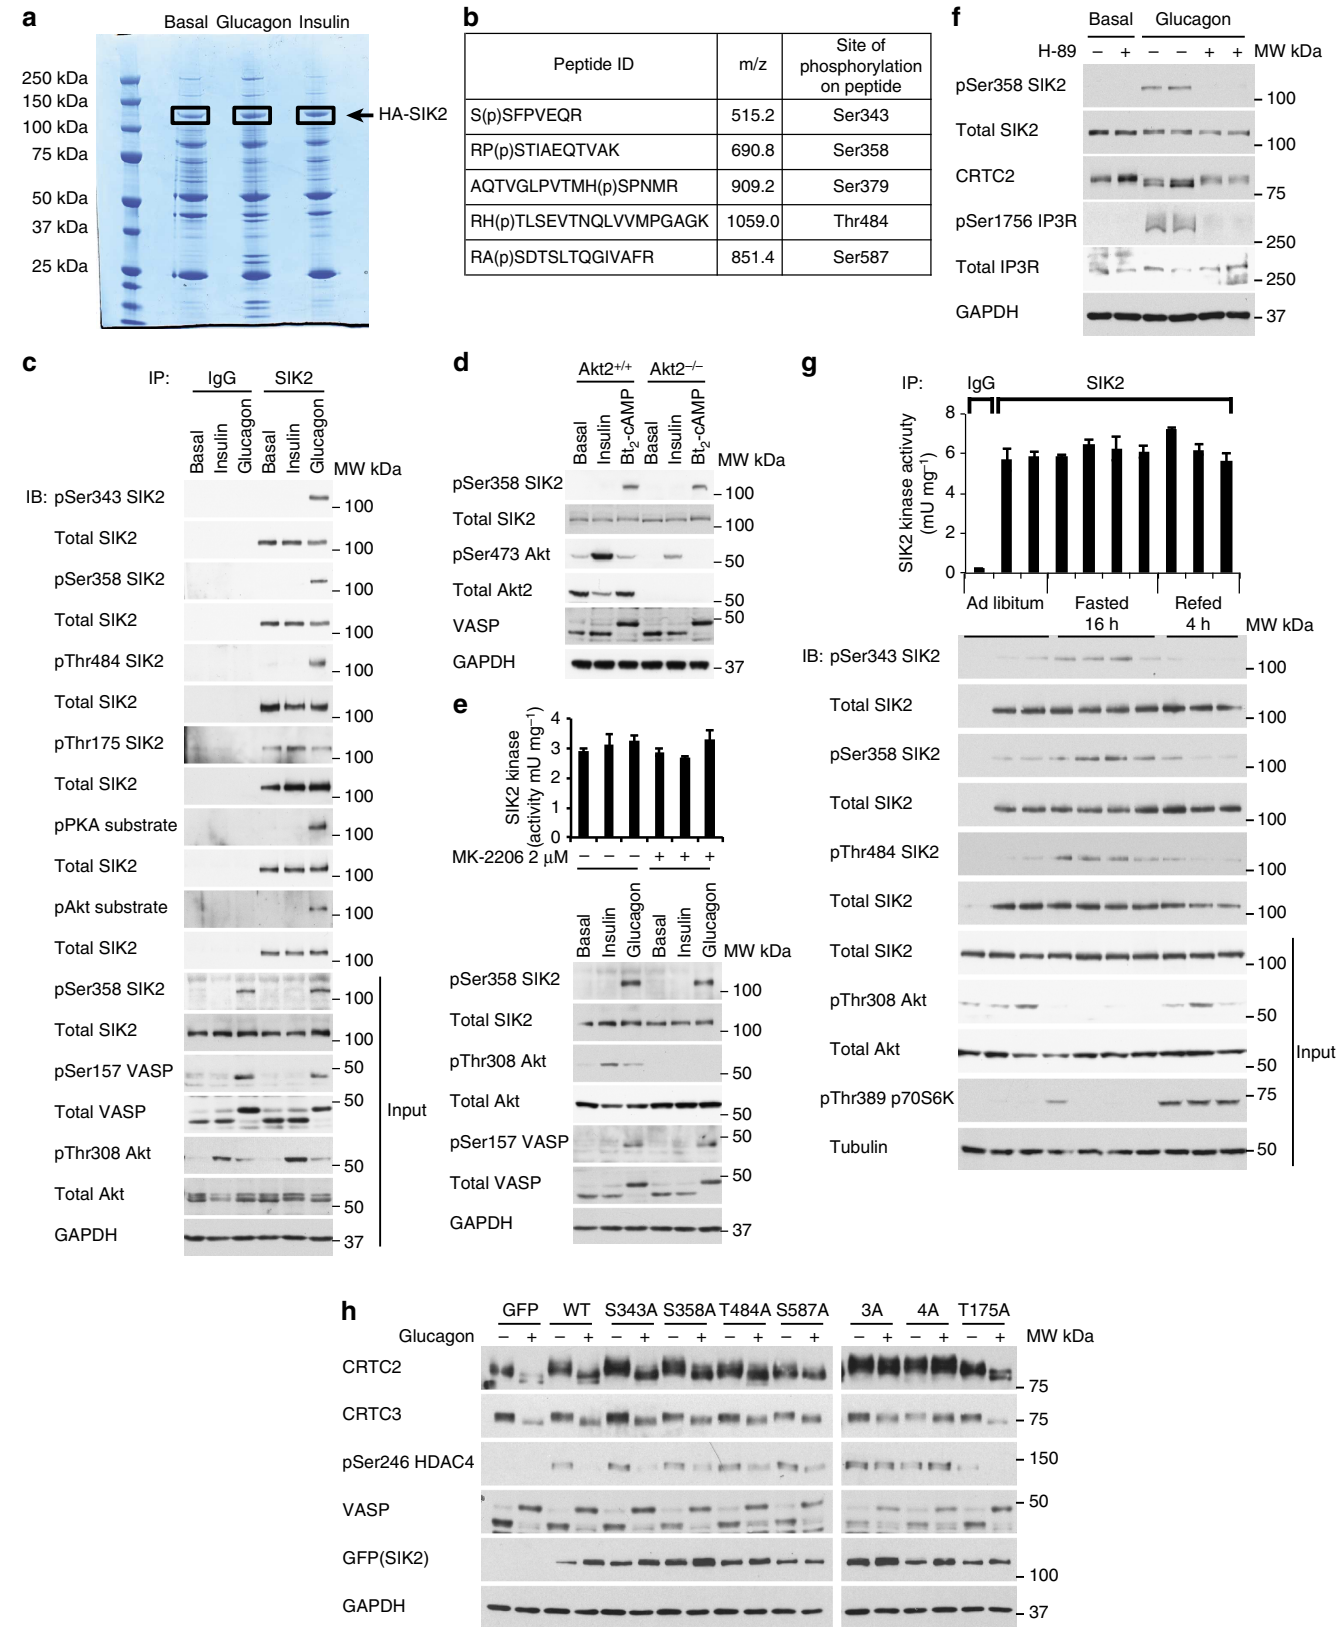 a
Basal Glucagon Insulin
250 kDa
150 kDa
100 kDa
75 kDa
50 kDa
37 kDa
25 kDa
HA-SIK2
b
Peptide ID m/z Site of phosphorylation on peptide
S(p)SFPVEQR 515.2 Ser343
RP(p)STIAEQTVAK 690.8 Ser358
AQTVGLPVTMH(p)SPNMR 909.2 Ser379
RH(p)TLSEVTNQLVVMPGAGK 1059.0 Thr484
RA(p)SDTSLTQGIVAFR 851.4 Ser587
f
Basal Glucagon
H-89 – + – – + + MW kDa
pSer358 SIK2 100
Total SIK2 100
CRTC2 75
pSer1756 IP3R 250
Total IP3R 250
GAPDH 37
c
IP: IgG SIK2
Basal Insulin Glucagon Basal Insulin Glucagon MW kDa
IB: pSer343 SIK2 100
Total SIK2 100
pSer358 SIK2 100
Total SIK2 100
pThr484 SIK2
Total SIK2 100
pThr175 SIK2 100
Total SIK2 100
pPKA substrate 100
Total SIK2 100
pAkt substrate 100
Total SIK2 100
pSer358 SIK2 100
Total SIK2 100
pSer157 VASP 50
Total VASP 50
pThr308 Akt 50
Total Akt 50
GAPDH 37
Input
d
Akt2+/+ Akt2–/–
Basal Insulin Bt2-cAMP Basal Insulin Bt2-cAMP MW kDa
pSer358 SIK2 100
Total SIK2 100
pSer473 Akt 50
Total Akt2 50
VASP 50
GAPDH 37
e
SIK2 kinase
(activity mU mg–1)
4
3
2
1
0
MK-2206 2 μM – – – + + +
Basal Insulin Glucagon Basal Insulin Glucagon MW kDa
pSer358 SIK2 100
Total SIK2 100
pThr308 Akt 50
Total Akt 50
pSer157 VASP 50
Total VASP 50
GAPDH 37
g
IP: IgG SIK2
SIK2 kinase activuty
(mU mg–1)
8
6
4
2
0
Ad libitum Fasted 16 h Refed 4 h MW kDa
IB: pSer343 SIK2 100
Total SIK2 100
pSer358 SIK2 100
Total SIK2 100
pThr484 SIK2 100
Total SIK2 100
Total SIK2 100
pThr308 Akt 50
Total Akt 50
pThr389 p70S6K 75
Tubulin 50
Input
h
GFP WT S343A S358A T484A S587A 3A 4A T175A
Glucagon – + – + – + – + – + – + – + – + – + MW kDa
CRTC2 75
CRTC3 75
pSer246 HDAC4 150
VASP 50
GFP(SIK2) 100
GAPDH 37